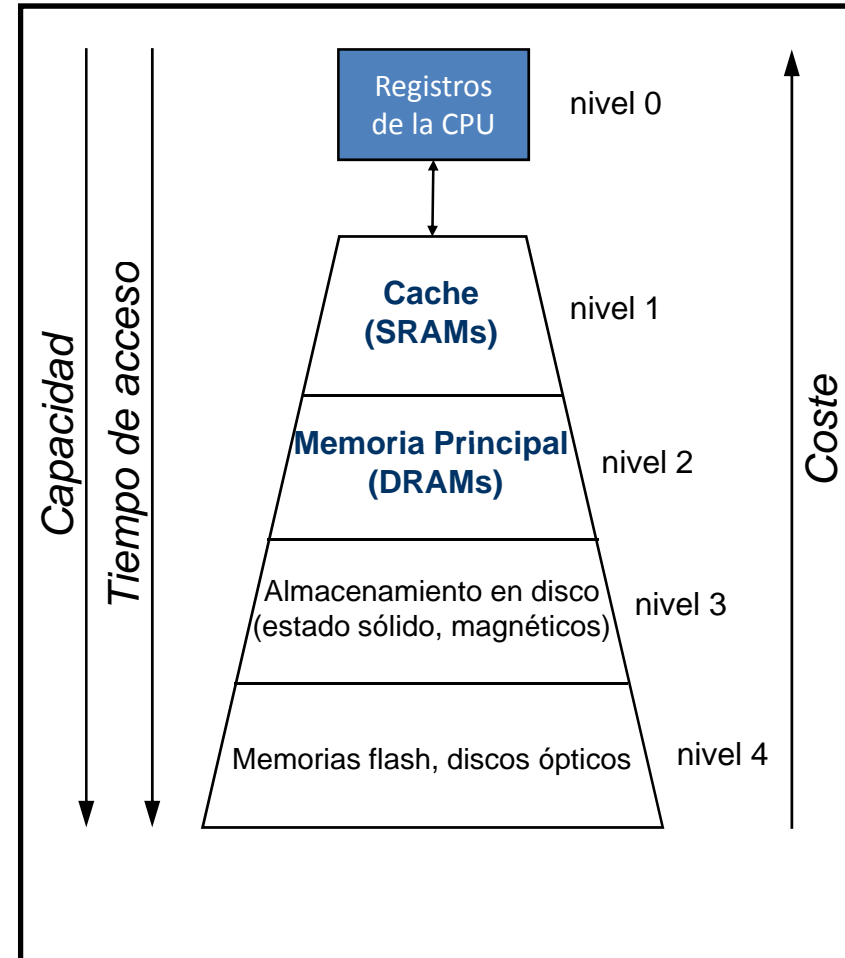 Registros
de la CPU
nivel 0
Cache
(SRAMs)
nivel 1
Memoria Principal
(DRAMs)
nivel 2
Almacenamiento en disco
(estado sólido, magnéticos)
nivel 3
Memorias flash, discos ópticos
nivel 4
Capacidad
Tiempo de acceso
Coste